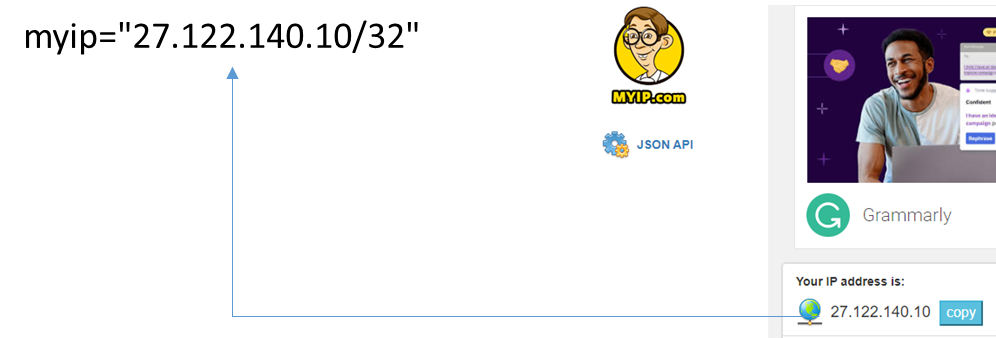 myip="27.122.140.10/32"
MYIP.com
JSON API
Confident
I have an ide
campaign ju
Rephrase
Grammarly
Your IP address is:
27.122.140.10 copy